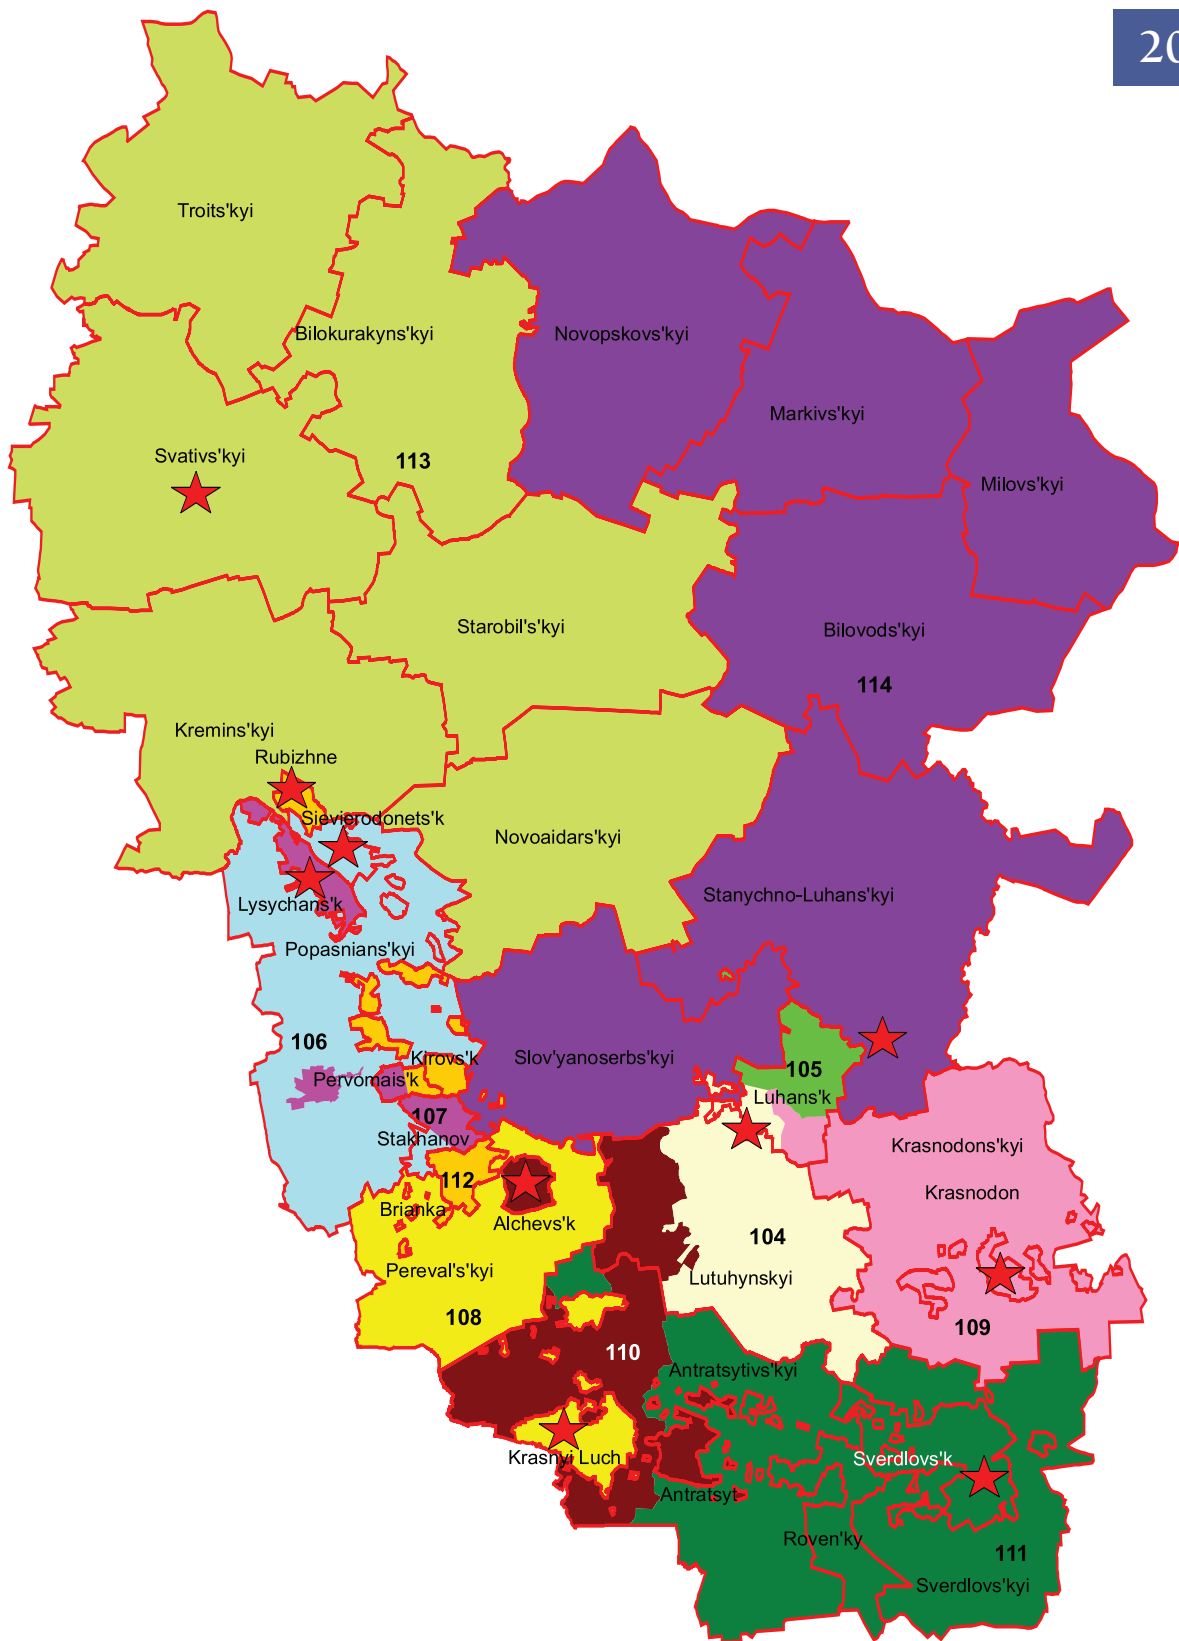 20
Troits'kyi
Bilokurakyns'kyi
Novopskovs'kyi
Markivs'kyi
Svativs'kyi
113
Milovs'kyi
Starobil's'kyi
Bilovods'kyi
114
Kremins'kyi
Rubizhne
Sievierodonets'k
Novoaidars'kyi
Lysychans'k
Stanychno-Luhans'kyi
Popasnians'kyi
106
Kirovs'k
Slov'yanoserbs'kyi
105
Pervomais'k
Luhans'k
107
Stakhanov
Krasnodons'kyi
112
Krasnodon
Brianka
Alchevs'k
104
Pereval's'kyi
Lutuhynskyi
108
109
110
Antratsytivs'kyi
Krasnyi Luch
Sverdlovs'k
Antratsyt
Roven'ky
111
Sverdlovs'kyi